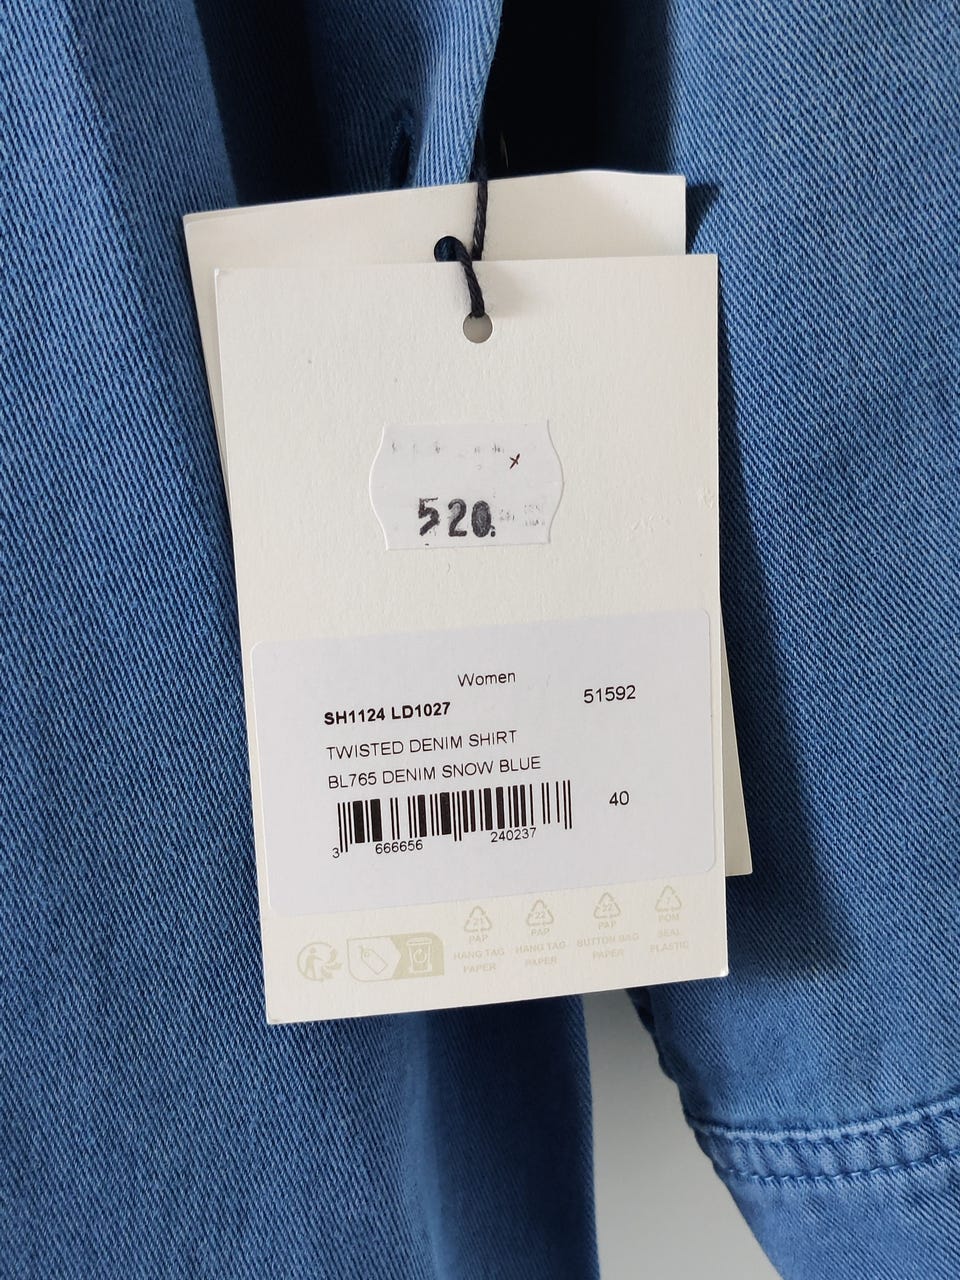 520.
Women
SH1124 LD1027
51592
TWISTED DENIM SHIRT
BL765 DENIM SNOW BLUE
40
3 666656 240237
21
PAP
HANG TAG
PAPER
22
PAP
HANG TAG
PAPER
22
PAP
BUTTON BAG
PAPER
7
POM
SEAL
PLASTIC